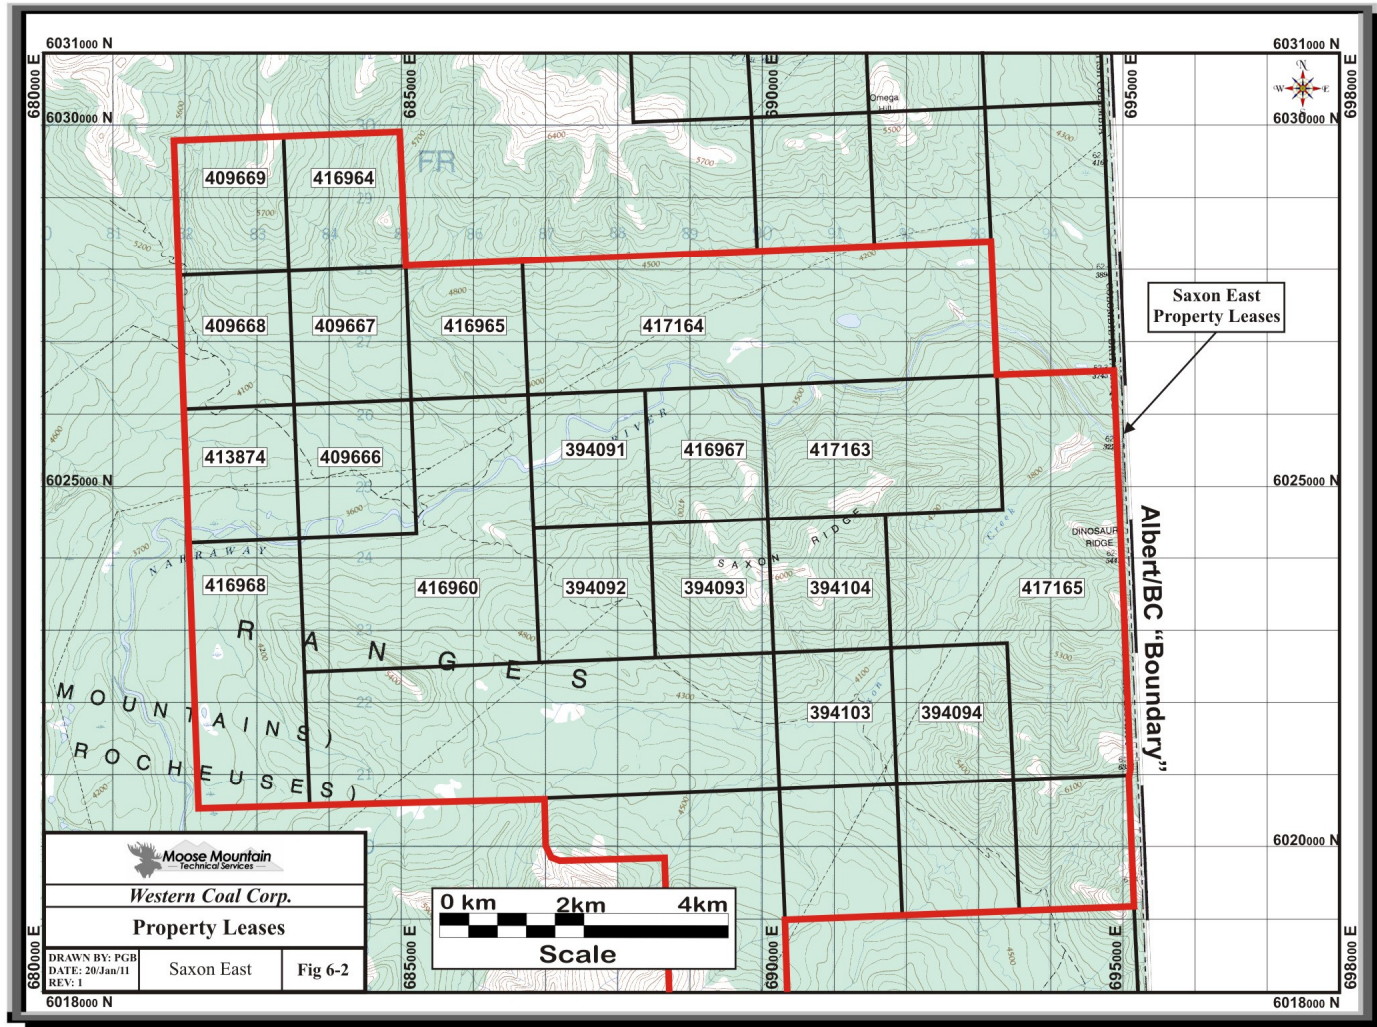 6031000 N
6031000 N
680000 E
685000 E
690000 E
695000 E
698000 E
N
W
E
S
6030000 N
6030000 N
Omega
Hill
FR
409669
416964
409668
409667
416965
417164
Saxon East
Property Leases
413874
409666
394091
416967
417163
RIVER
6025000 N
6025000 N
NARRAWAY
SAXON RIDGE
Creek
DINOSAUR
RIDGE
416968
416960
394092
394093
394104
417165
Albert/BC “Boundary”
RANGES
394103
394094
MOUNTAINS)
ROCHEUSES)
6020000 N
Moose Mountain
Technical Services
Western Coal Corp.
Property Leases
DRAWN BY: PGB
DATE: 20/Jan/11
REV: 1
Saxon East
Fig 6-2
0 km 2km 4km
Scale
680000 E
685000 E
690000 E
695000 E
698000 E
6018000 N
6018000 N